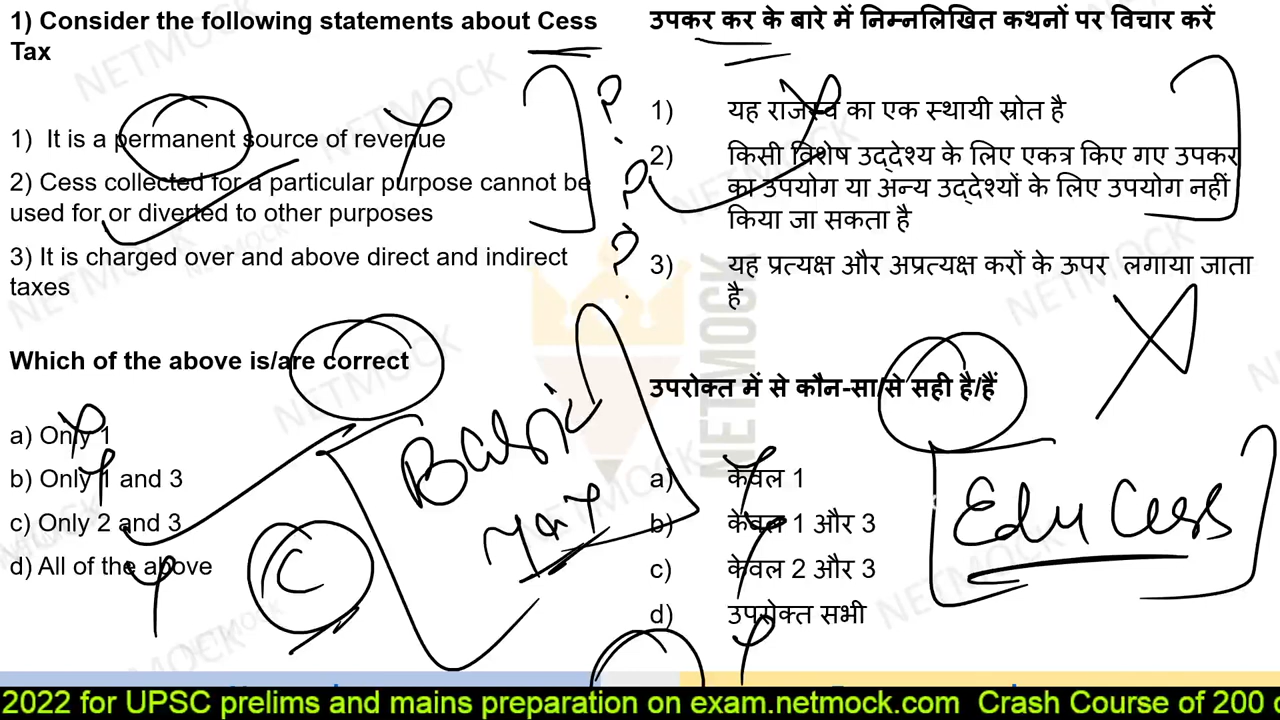 1) Consider the following statements about Cess
Tax
1) It is a permanent source of revenue
2) Cess collected for a particular purpose cannot be
used for or diverted to other purposes
3) It is charged over and above direct and indirect
taxes
Which of the above is/are correct
a) Only 1
b) Only 1 and 3
c) Only 2 and 3
d) All of the above
C
Basic
Tax
उपकर कर के बारे में निम्नलिखित कथनों पर विचार करें
1) यह राजस्व का एक स्थायी स्रोत है
2) किसी विशेष उद्देश्य के लिए एकत्र किए गए उपकर
का उपयोग या अन्य उद्देश्यों के लिए उपयोग नहीं
किया जा सकता है
3) यह प्रत्यक्ष और अप्रत्यक्ष करों के ऊपर लगाया जाता
है
उपरोक्त में से कौन-सा/से सही है/हैं
a) केवल 1
b) केवल 1 और 3
c) केवल 2 और 3
d) उपरोक्त सभी
Edu Cess
NETMOCK
2022 for UPSC prelims and mains preparation on exam.netmock.com Crash Course of 200